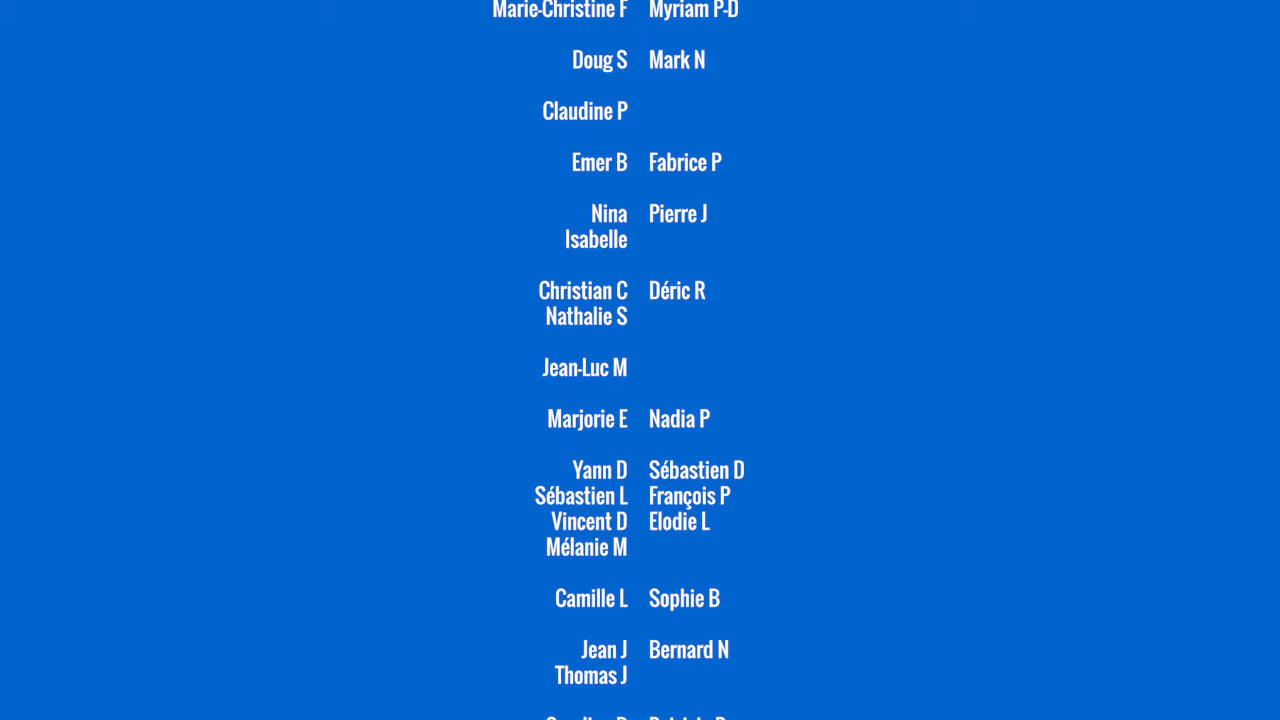 Marie-Christine F Myriam P-D
Doug S Mark N
Claudine P
Emer B Fabrice P
Nina Pierre J
Isabelle
Christian C Déric R
Nathalie S
Jean-Luc M
Marjorie E Nadia P
Yann D Sébastien D
Sébastien L François P
Vincent D Elodie L
Mélanie M
Camille L Sophie B
Jean J Bernard N
Thomas J